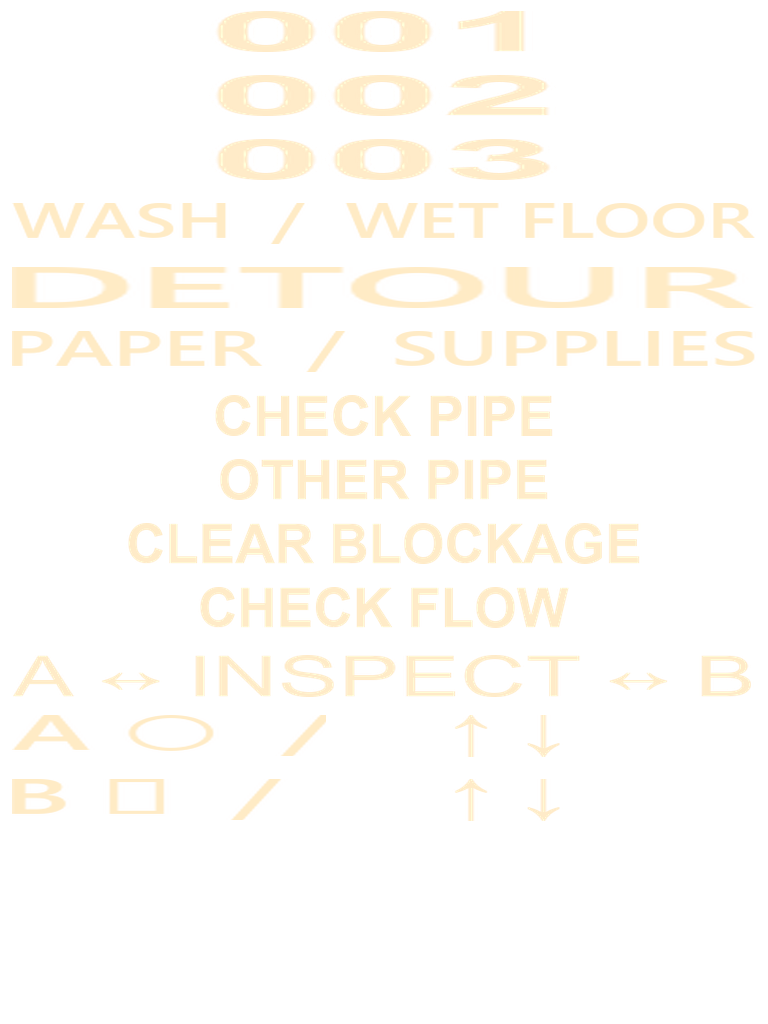 001
002
003
WASH / WET FLOOR
DETOUR
PAPER / SUPPLIES
CHECK PIPE
OTHER PIPE
CLEAR BLOCKAGE
CHECK FLOW
A ↔ INSPECT ↔ B
A ○ / ↑ ↓
B □ / ↑ ↓